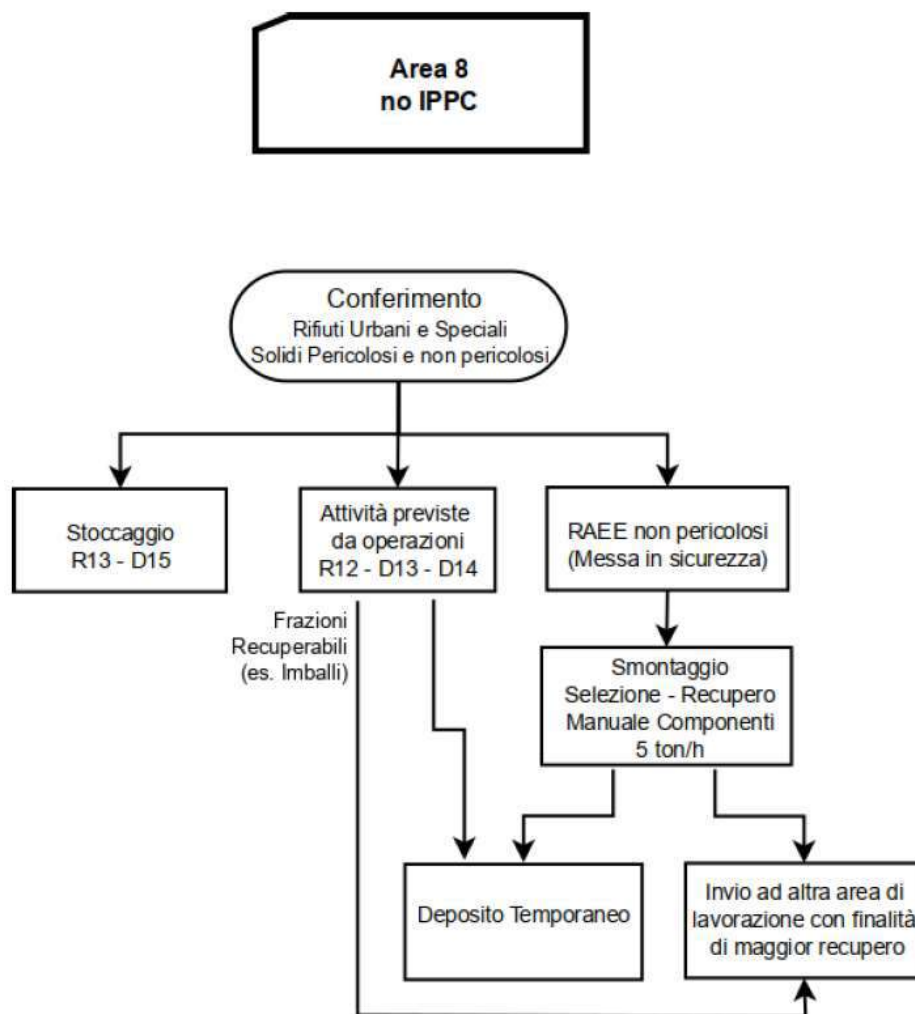 Area 8
no IPPC
Conferimento
Rifiuti Urbani e Speciali
Solidi Pericolosi e non pericolosi
Stoccaggio
R13 - D15
Attività previste
da operazioni
R12 - D13 - D14
RAEE non pericolosi
(Messa in sicurezza)
Frazioni
Recuperabili
(es. Imballi)
Smontaggio
Selezione - Recupero
Manuale Componenti
5 ton/h
Deposito Temporaneo
Invio ad altra area di
lavorazione con finalità
di maggior recupero